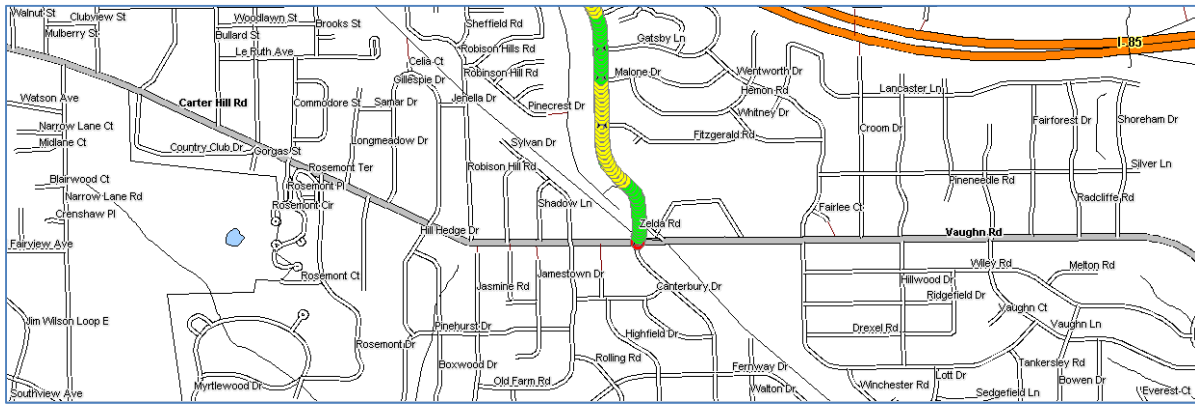 Walnut St
Clubview St
Woodlawn St
Brooks St
Sheffield Rd
Mulberry St
Bullard St
Le Ruth Ave
Robison Hills Rd
Gatsby Ln
I- 85
Celia Ct
Gillespie Dr
Robinson Hill Rd
Malone Dr
Wentworth Dr
Hemon Rd
Lancaster Ln
Watson Ave
Carter Hill Rd
Commodore St
Samar Dr
Jenella Dr
Pinecrest Dr
Whitney Dr
Narrow Lane Ct
Croom Dr
Fairforest Dr
Shoreham Dr
Midlane Ct
Country Club Dr
Gorgas St
Longmeadow Dr
Sylvan Dr
Fitzgerald Rd
Rosemont Ter
Robison Hill Rd
Silver Ln
Blairwood Ct
Rosemont Pl
Pineneedle Rd
Narrow Lane Rd
Rosemont Cir
Shadow Ln
Radcliffe Rd
Crenshaw Pl
Fairlee Ct
Zelda Rd
Hill Hedge Dr
Vaughn Rd
Fairview Ave
Rosemont Ct
Jamestown Dr
Wiley Rd
Melton Rd
Jasmine Rd
Canterbury Dr
Hillwood Dr
Ridgefield Dr
Vaughn Ct
Jim Wilson Loop E
Pinehurst Dr
Highfield Dr
Drexel Rd
Vaughn Ln
Rosemont Dr
Boxwood Dr
Rolling Rd
Fernway Dr
Tankersley Rd
Myrtlewood Dr
Old Farm Rd
Walton Dr
Winchester Rd
Lott Dr
Bowen Dr
Southview Ave
Sedgefield Ln
Everest Ct